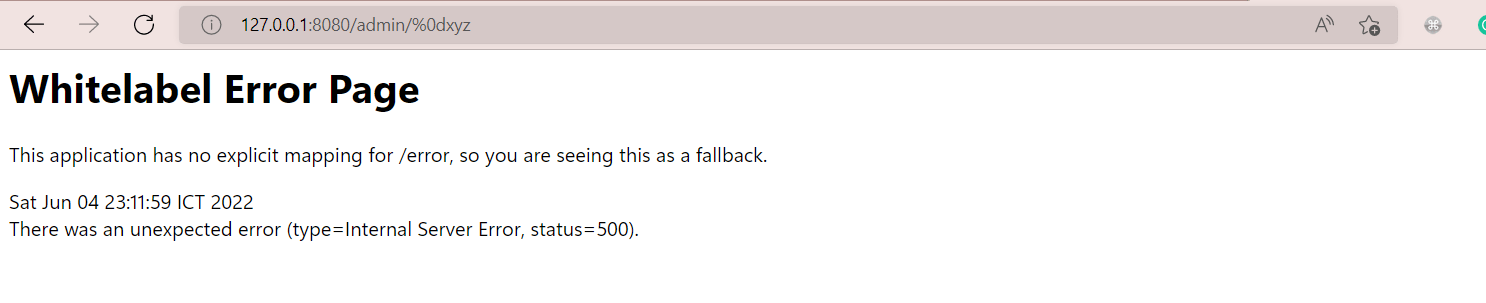 127.0.0.1:8080/admin/%0dxyz
Whitelabel Error Page
This application has no explicit mapping for /error, so you are seeing this as a fallback.
Sat Jun 04 23:11:59 ICT 2022
There was an unexpected error (type=Internal Server Error, status=500).